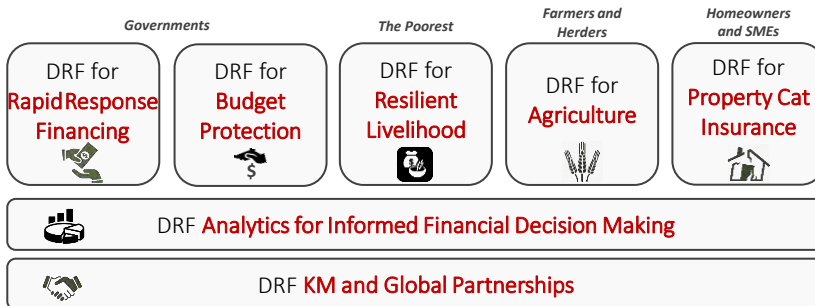 Governments
The Poorest
Farmers and
Herders
Homeowners
and SMEs
DRF for
Rapid Response
Financing
DRF for
Budget
Protection
$
DRF for
Resilient
Livelihood
DRF for
Agriculture
DRF for
Property Cat
Insurance
DRF Analytics for Informed Financial Decision Making
DRF KM and Global Partnerships